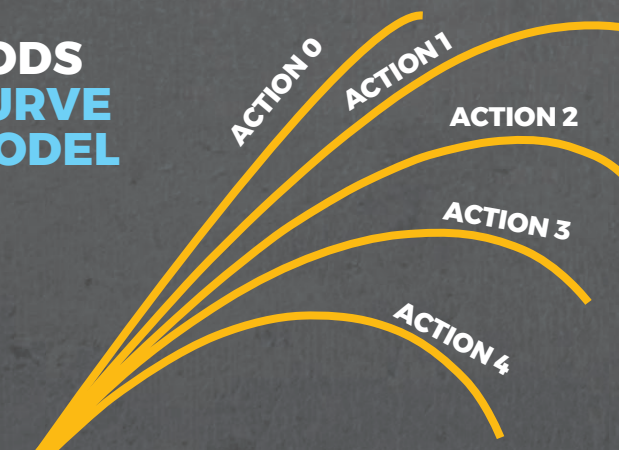 ODS
URVE
ODEL
ACTION 0
ACTION 1
ACTION 2
ACTION 3
ACTION 4